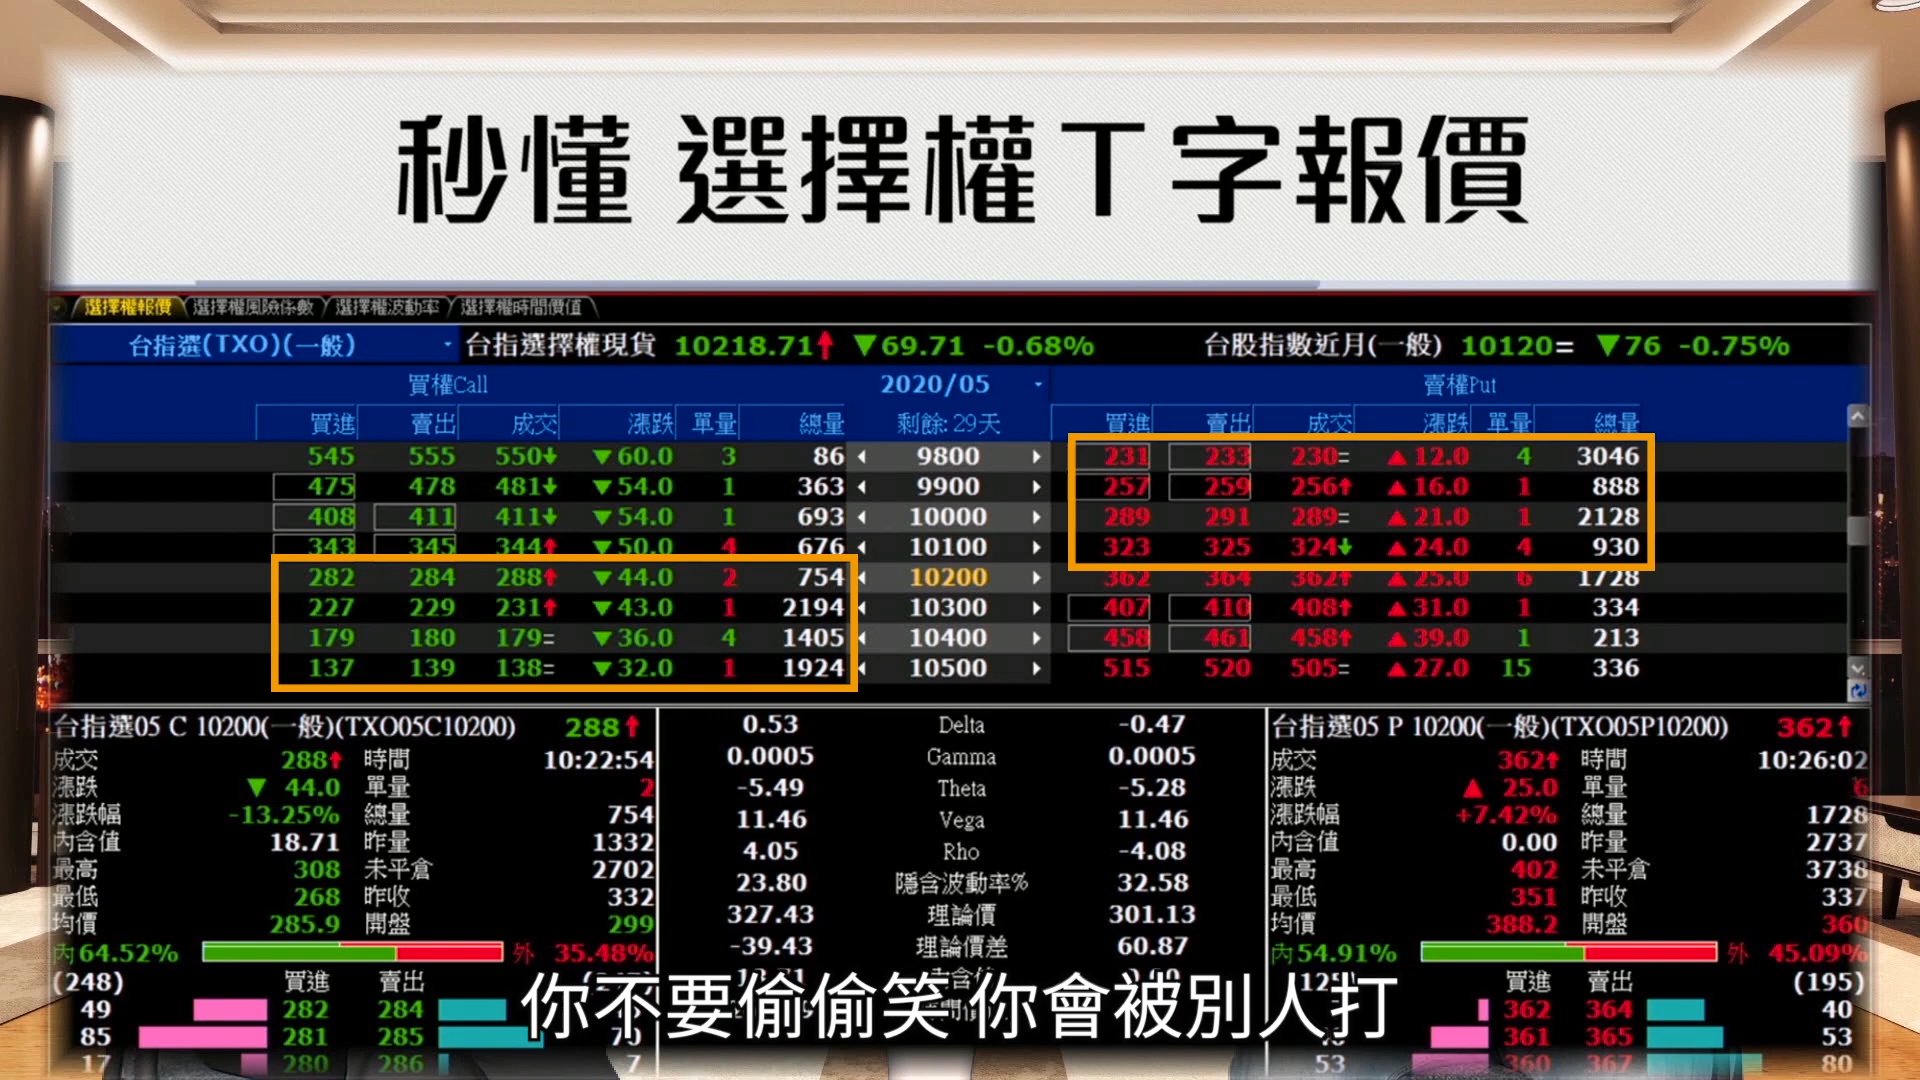 秒懂 選擇權T字報價
選擇權報價 選擇權風險係數 選擇權波動率 選擇權時間價值
台指選(TXO)(一般) 台指選擇權現貨 10218.71↑ ▼69.71 -0.68% 台股指數近月(一般) 10120= ▼76 -0.75%
買權Call 2020/05 賣權Put
買進 賣出 成交 漲跌 單量 總量 剩餘: 29天 買進 賣出 成交 漲跌 單量 總量
545 555 550↓ ▼60.0 3 86 9800 231 233 230= ▲12.0 4 3046
475 478 481↓ ▼54.0 1 363 9900 257 259 256↑ ▲16.0 1 888
408 411 411↓ ▼54.0 1 693 10000 289 291 289= ▲21.0 1 2128
343 345 344↑ ▼50.0 4 676 10100 323 325 324↓ ▲24.0 4 930
282 284 288↑ ▼44.0 2 754 10200 362 364 362↑ ▲25.0 6 1728
227 229 231↑ ▼43.0 1 2194 10300 407 410 408↑ ▲31.0 1 334
179 180 179= ▼36.0 4 1405 10400 458 461 458↑ ▲39.0 1 213
137 139 138= ▼32.0 1 1924 10500 515 520 505= ▲27.0 15 336
台指選05 C 10200(一般)(TXO05C10200) 288↑ 0.53 Delta -0.47 台指選05 P 10200(一般)(TXO05P10200) 362↑
成交 288↑ 時間 10:22:54 0.0005 Gamma 0.0005 成交 362↑ 時間 10:26:02
漲跌 ▼ 44.0 單量 2 -5.49 Theta -5.28 漲跌 ▲ 25.0 單量 6
漲跌幅 -13.25% 總量 754 11.46 Vega 11.46 漲跌幅 +7.42% 總量 1728
內含值 18.71 昨量 1332 4.05 Rho -4.08 內含值 0.00 昨量 2737
最高 308 未平倉 2702 23.80 隱含波動率% 32.58 最高 402 未平倉 3738
最低 268 昨收 332 327.43 理論價 301.13 最低 351 昨收 337
均價 285.9 開盤 299 -39.43 理論價差 60.87 均價 388.2 開盤 360
內64.52% 外 35.48% 內54.91% 外 45.09%
(248) 買進 賣出 買進 賣出 (195)
49 282 284 362 364 40
85 281 285 70 361 365 53
17 280 286 7 53 360 367 80
你不要偷偷笑 你會被別人打